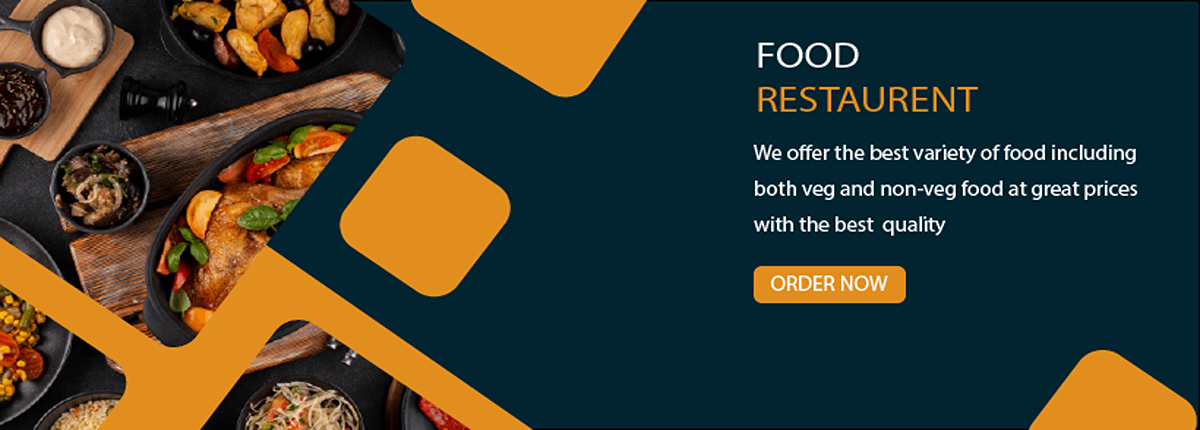 FOOD
RESTAURENT
We offer the best variety of food including
both veg and non-veg food at great prices
with the best  quality
ORDER NOW